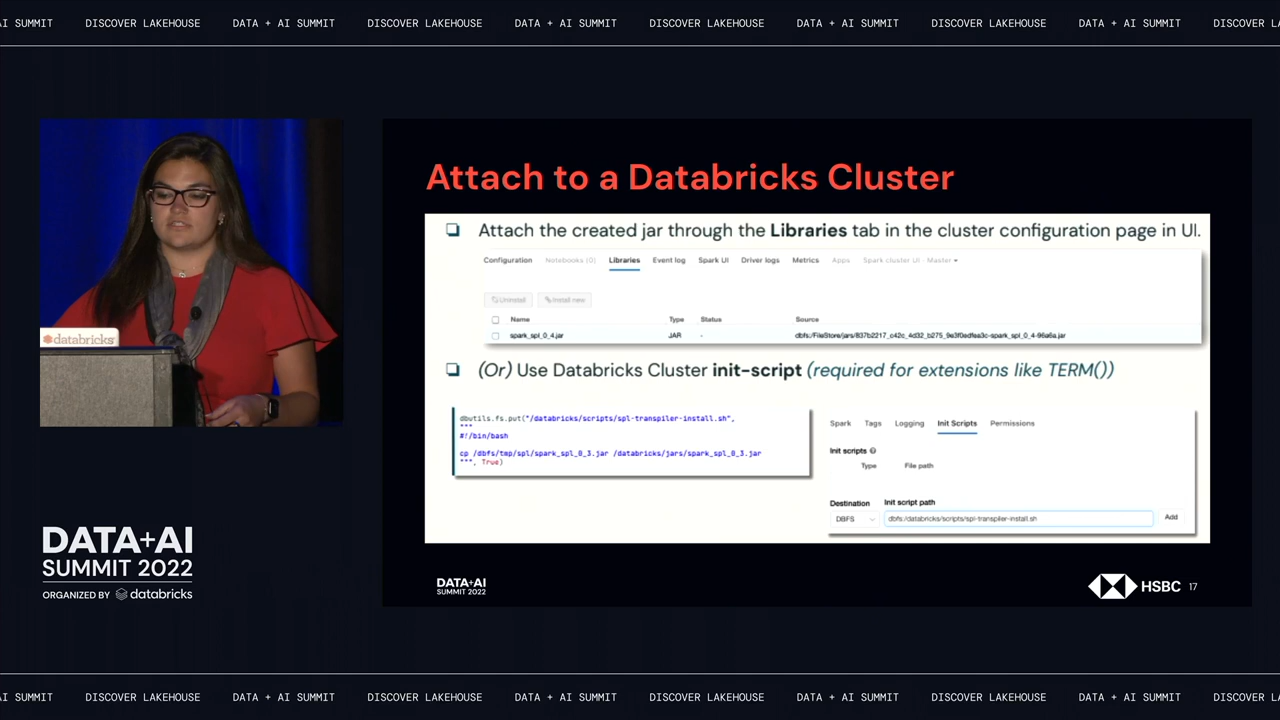 AI SUMMIT DISCOVER LAKEHOUSE DATA + AI SUMMIT DISCOVER LAKEHOUSE DATA + AI SUMMIT DISCOVER LAKEHOUSE DATA + AI SUMMIT DISCOVER LAKEHOUSE DATA + AI SUMMIT DISCOVER LA
Attach to a Databricks Cluster
❏ Attach the created jar through the Libraries tab in the cluster configuration page in UI.
Configuration Notebooks (0) Libraries Event log Spark UI Driver logs Metrics Apps Spark cluster UI - Master
Uninstall Install new
Name Type Status Source
spark_spl_0_4.jar JAR -
❏ (Or) Use Databricks Cluster init-script (required for extensions like TERM())
dbutils.fs.put("/databricks/scripts/spl-transpiler-install.sh",
"""
#!/bin/bash
cp /dbfs/tmp/spl/spark_spl_0_3.jar /databricks/jars/spark_spl_0_3.jar
""", True)
Spark Tags Logging Init Scripts Permissions
Init scripts
Type File path
Destination Init script path
DBFS dbfs:/databricks/scripts/spl-transpiler-install.sh Add
databricks
DATA+AI
SUMMIT 2022
ORGANIZED BY databricks
DATA+AI
SUMMIT 2022
HSBC 17
AI SUMMIT DISCOVER LAKEHOUSE DATA + AI SUMMIT DISCOVER LAKEHOUSE DATA + AI SUMMIT DISCOVER LAKEHOUSE DATA + AI SUMMIT DISCOVER LAKEHOUSE DATA + AI SUMMIT DISCOVER LA